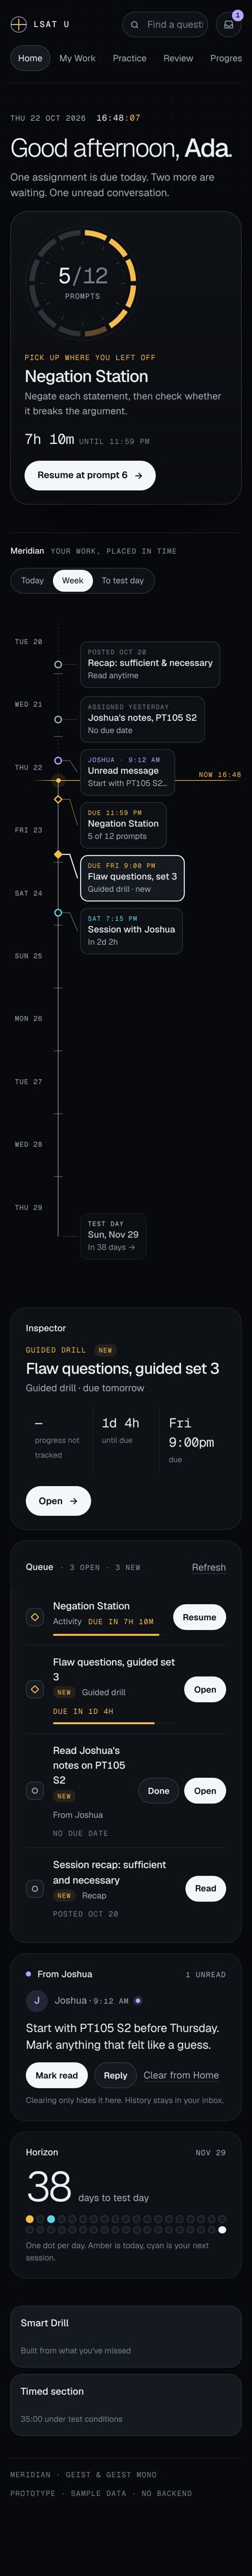 LSAT U
Find a quest
1
Home My Work Practice Review Progres
THU 22 OCT 2026 16:48:07
Good afternoon, Ada.
One assignment is due today. Two more are
waiting. One unread conversation.
5/12
PROMPTS
PICK UP WHERE YOU LEFT OFF
Negation Station
Negate each statement, then check whether
it breaks the argument.
7h 10m UNTIL 11:59 PM
Resume at prompt 6 →
Meridian YOUR WORK, PLACED IN TIME
Today Week To test day
TUE 20
POSTED OCT 20
Recap: sufficient & necessary
Read anytime
WED 21
ASSIGNED YESTERDAY
Joshua's notes, PT105 S2
No due date
THU 22
JOSHUA · 9:12 AM
Unread message
Start with PT105 S2…
NOW 16:48
DUE 11:59 PM
Negation Station
5 of 12 prompts
FRI 23
DUE FRI 9:00 PM
Flaw questions, set 3
Guided drill · new
SAT 24
SAT 7:15 PM
Session with Joshua
In 2d 2h
SUN 25
MON 26
TUE 27
WED 28
THU 29
TEST DAY
Sun, Nov 29
In 38 days →
Inspector
GUIDED DRILL NEW
Flaw questions, guided set 3
Guided drill · due tomorrow
—
progress not
tracked
1d 4h
until due
Fri
9:00pm
due
Open →
Queue · 3 OPEN · 3 NEW Refresh
Negation Station
Activity DUE IN 7H 10M
Resume
Flaw questions, guided set
3
NEW Guided drill
DUE IN 1D 4H
Open
Read Joshua's
notes on PT105
S2
NEW
From Joshua
NO DUE DATE
Done Open
Session recap: sufficient
and necessary
NEW Recap
POSTED OCT 20
Read
From Joshua 1 UNREAD
J Joshua · 9:12 AM
Start with PT105 S2 before Thursday.
Mark anything that felt like a guess.
Mark read Reply Clear from Home
Clearing only hides it here. History stays in your inbox.
Horizon NOV 29
38 days to test day
One dot per day. Amber is today, cyan is your next
session.
Smart Drill
Built from what you've missed
Timed section
35:00 under test conditions
MERIDIAN · GEIST & GEIST MONO
PROTOTYPE · SAMPLE DATA · NO BACKEND